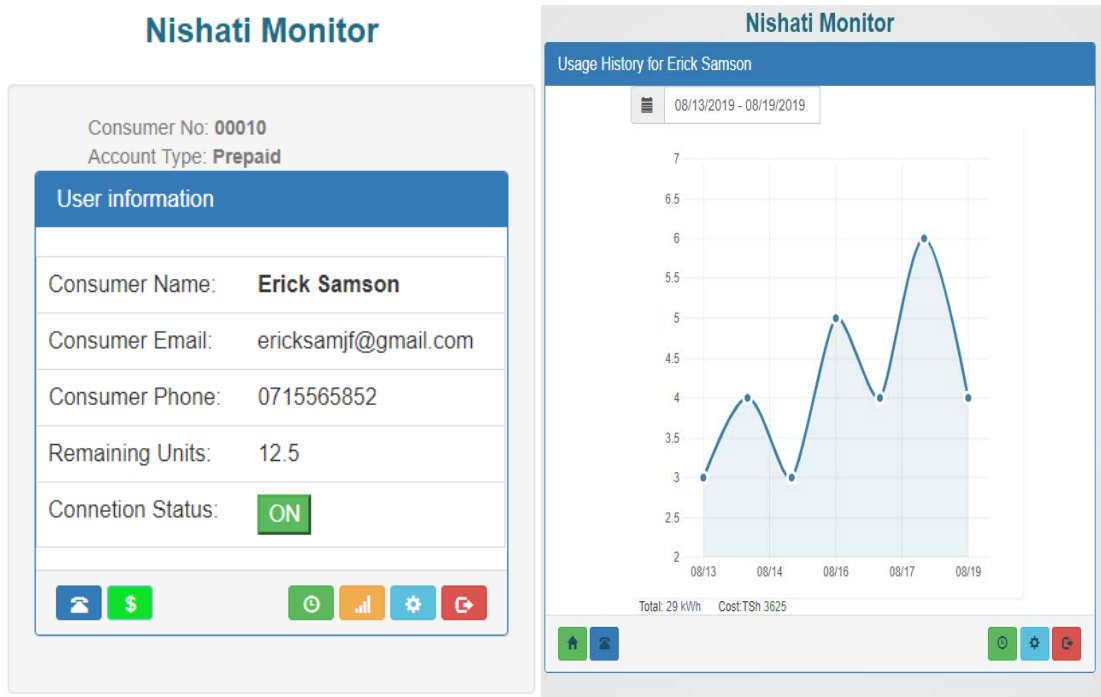 Nishati Monitor
Consumer No: 00010
Account Type: Prepaid
User information
Consumer Name: Erick Samson
Consumer Email: ericksamjf@gmail.com
Consumer Phone: 0715565852
Remaining Units: 12.5
Connetion Status: ON
$
Nishati Monitor
Usage History for Erick Samson
08/13/2019 - 08/19/2019
7
6.5
6
5.5
5
4.5
4
3.5
3
2.5
2
08/13 08/14 08/16 08/17 08/19
Total: 29 kWh Cost:TSh 3625